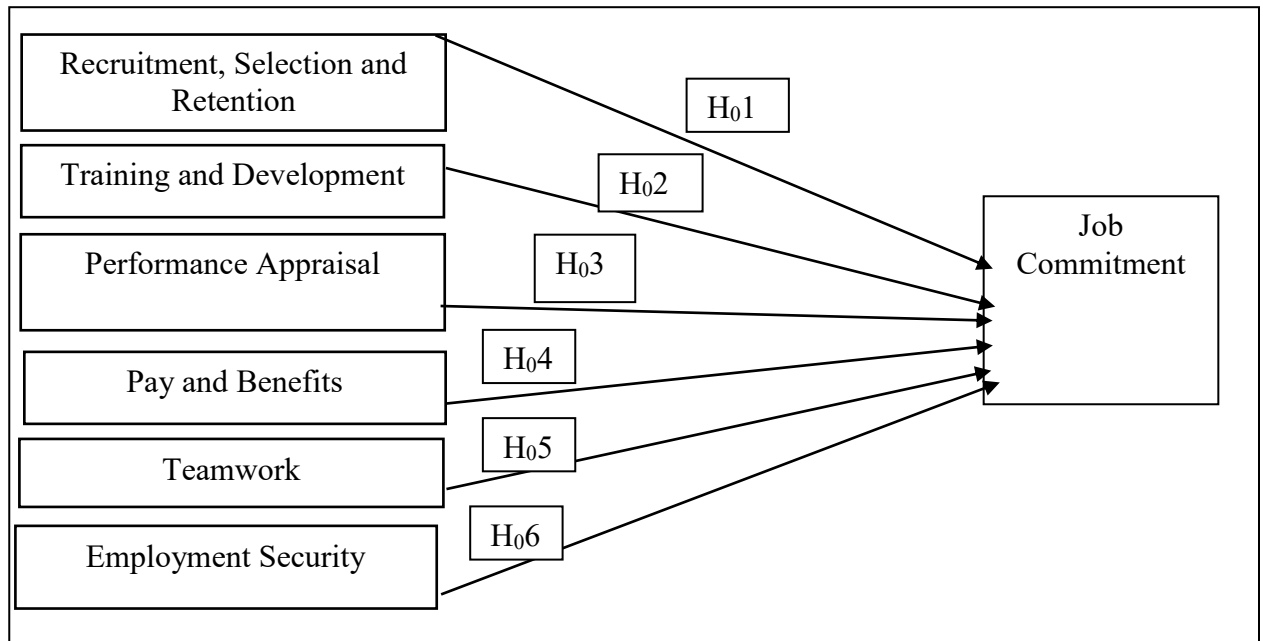 Recruitment, Selection and
Retention
H₀1
Training and Development
H₀2
Performance Appraisal
H₀3
Job
Commitment
Pay and Benefits
H₀4
Teamwork
H₀5
Employment Security
H₀6